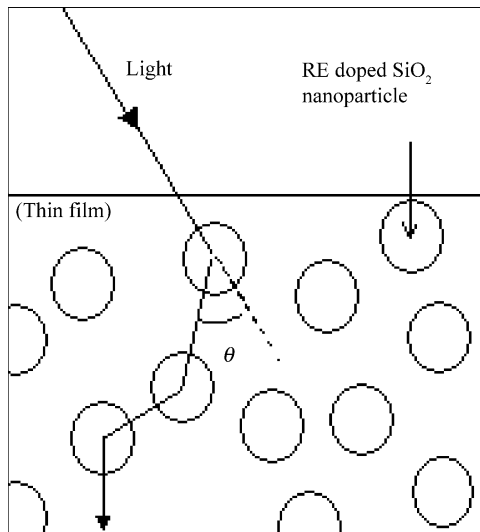 Light
RE doped SiO₂
nanoparticle
(Thin film)
θ